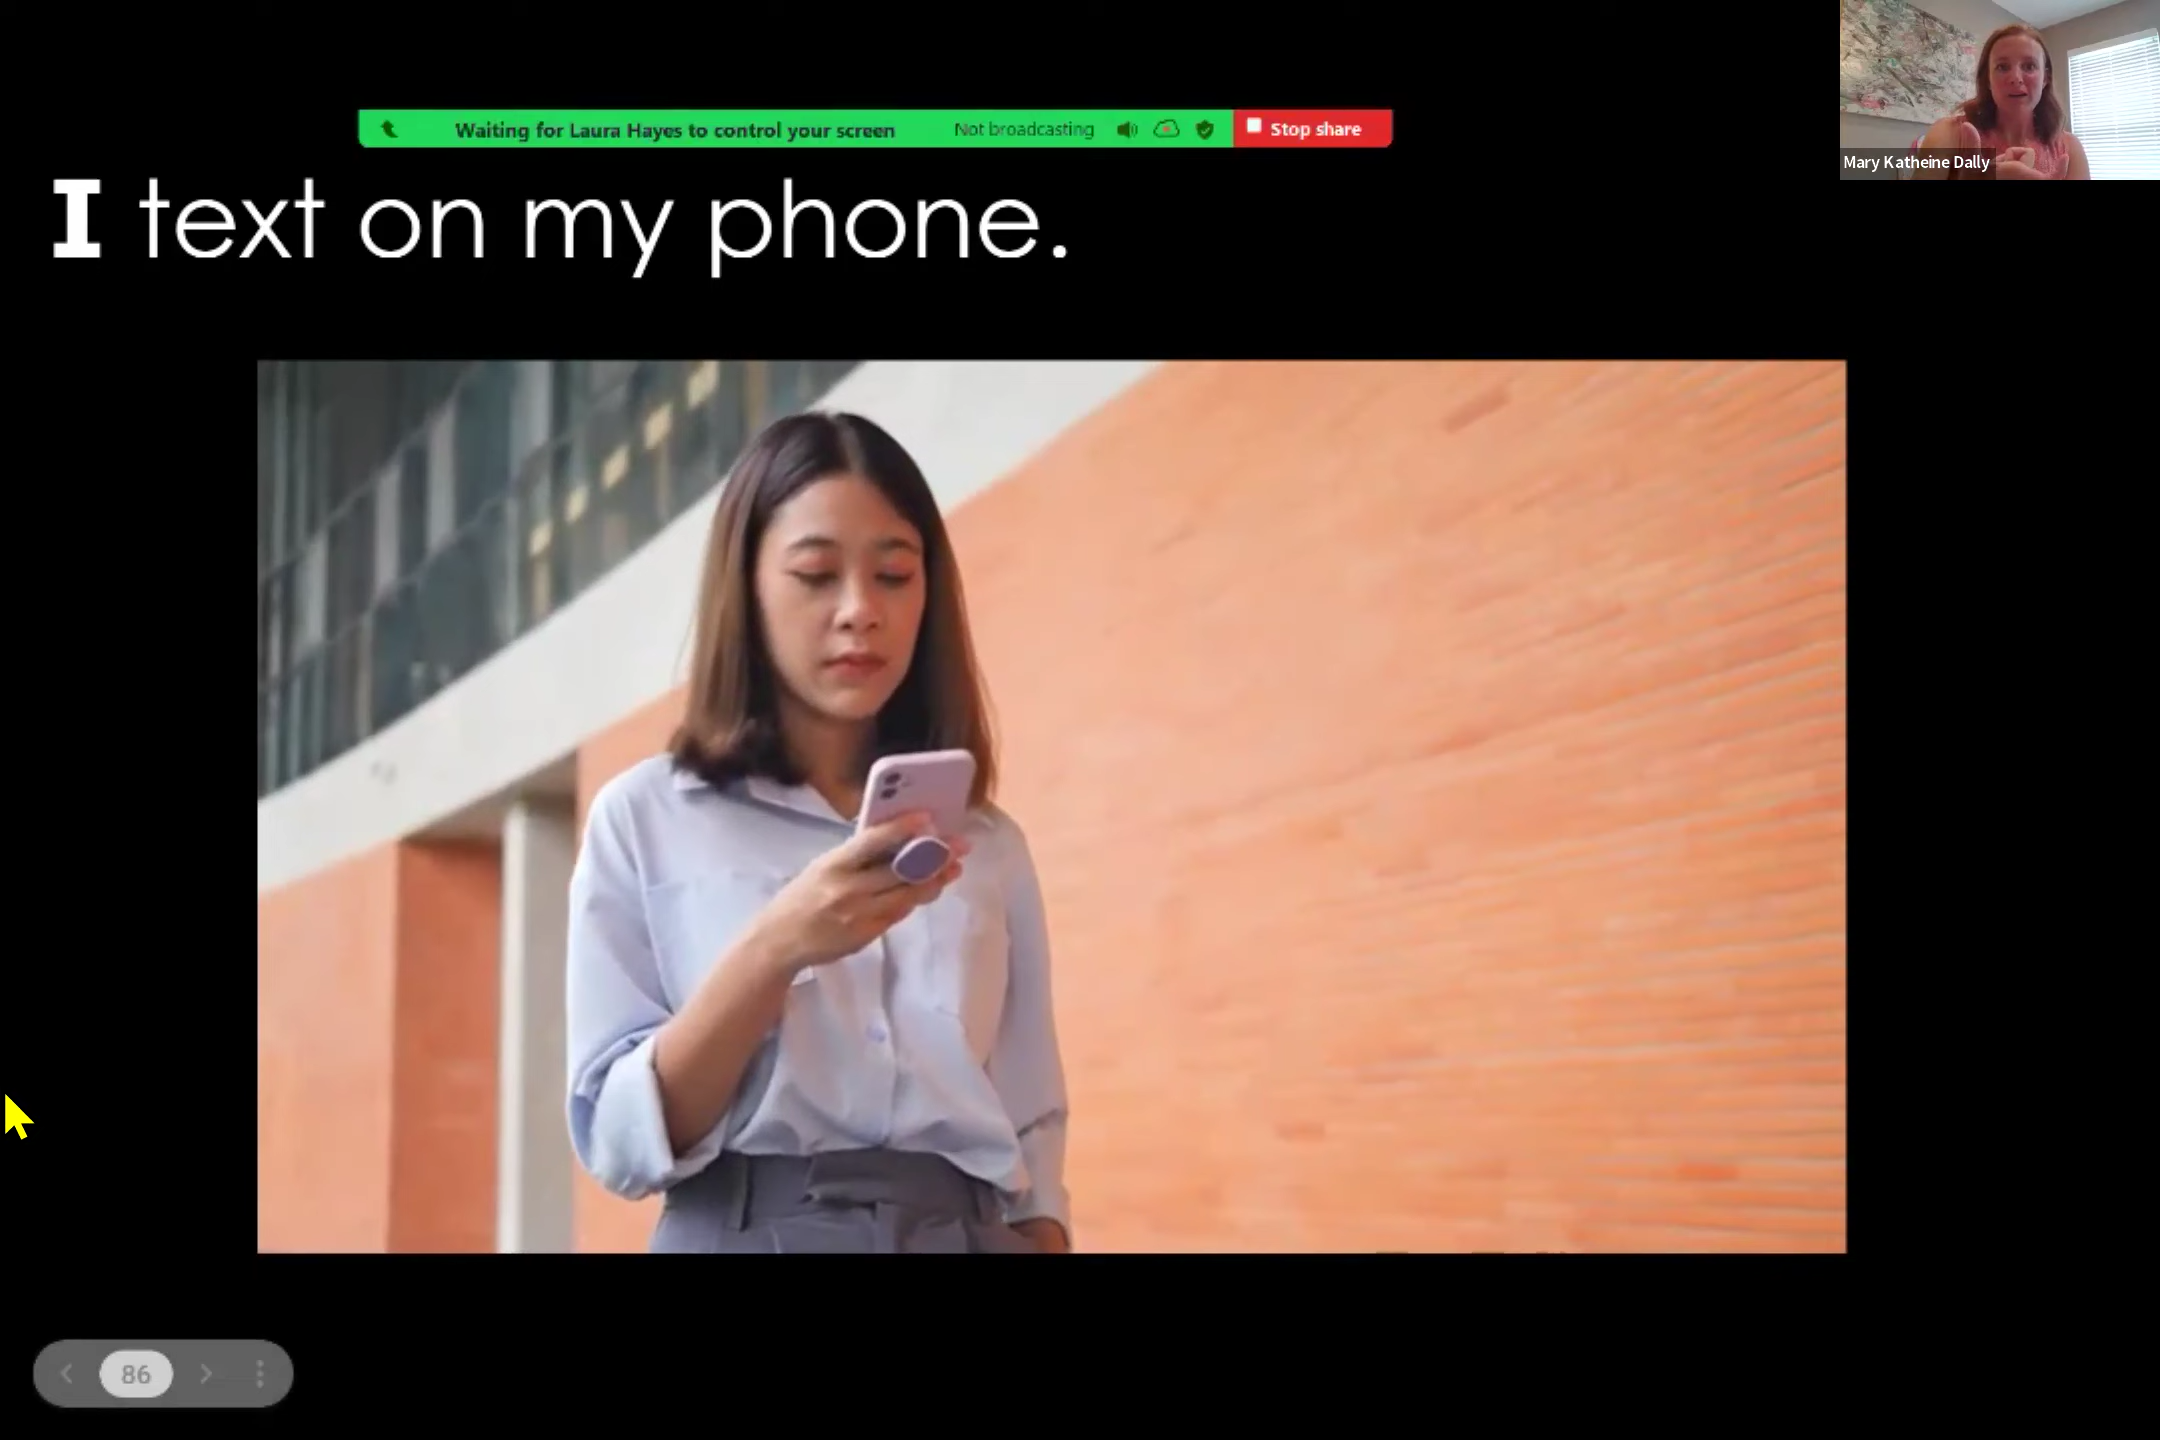 Waiting for Laura Hayes to control your screen Not broadcasting Stop share
Mary Katheine Dally
I text on my phone.
86